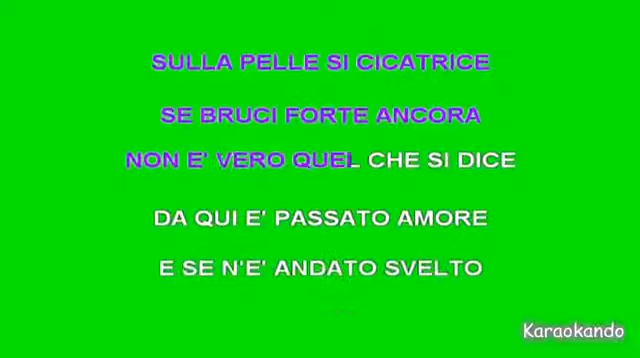 SULLA PELLE SI CICATRICE
SE BRUCI FORTE ANCORA
NON E' VERO QUEL CHE SI DICE
DA QUI E' PASSATO AMORE
E SE N'E' ANDATO SVELTO
Karaokando